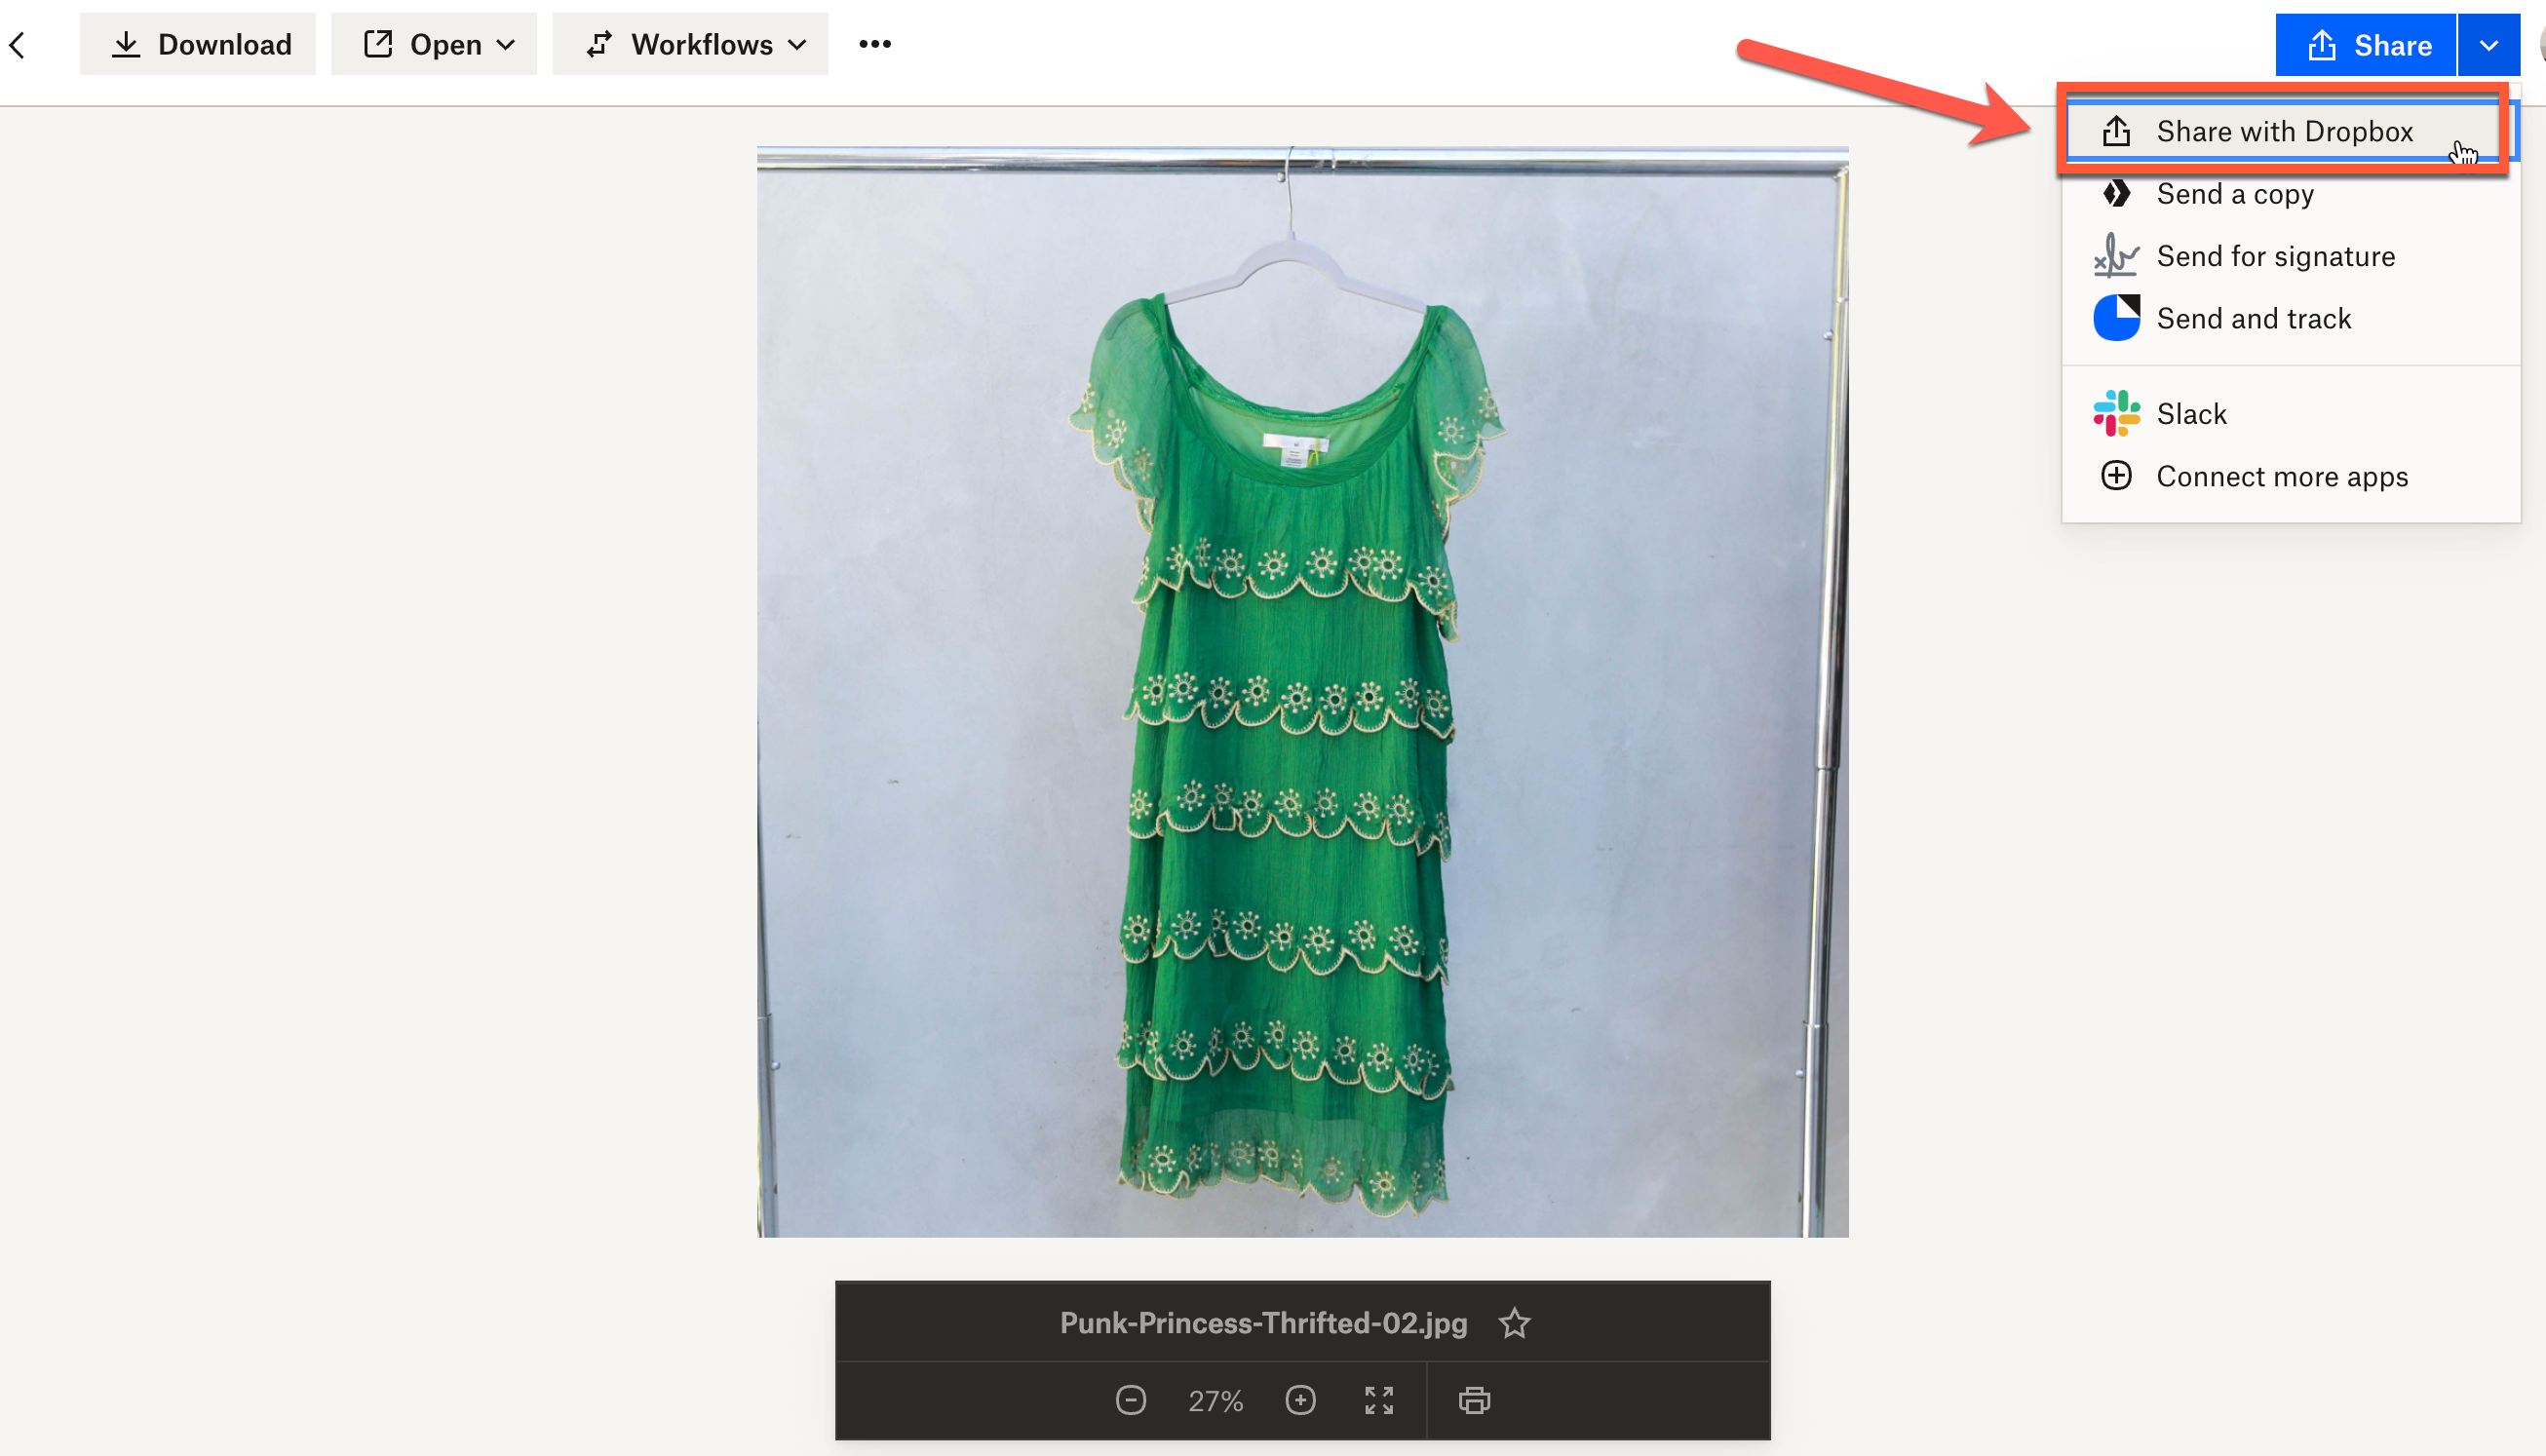 Download
Open
Workflows
Share
Share with Dropbox
Send a copy
Send for signature
Send and track
Slack
Connect more apps
Punk-Princess-Thrifted-02.jpg
27%